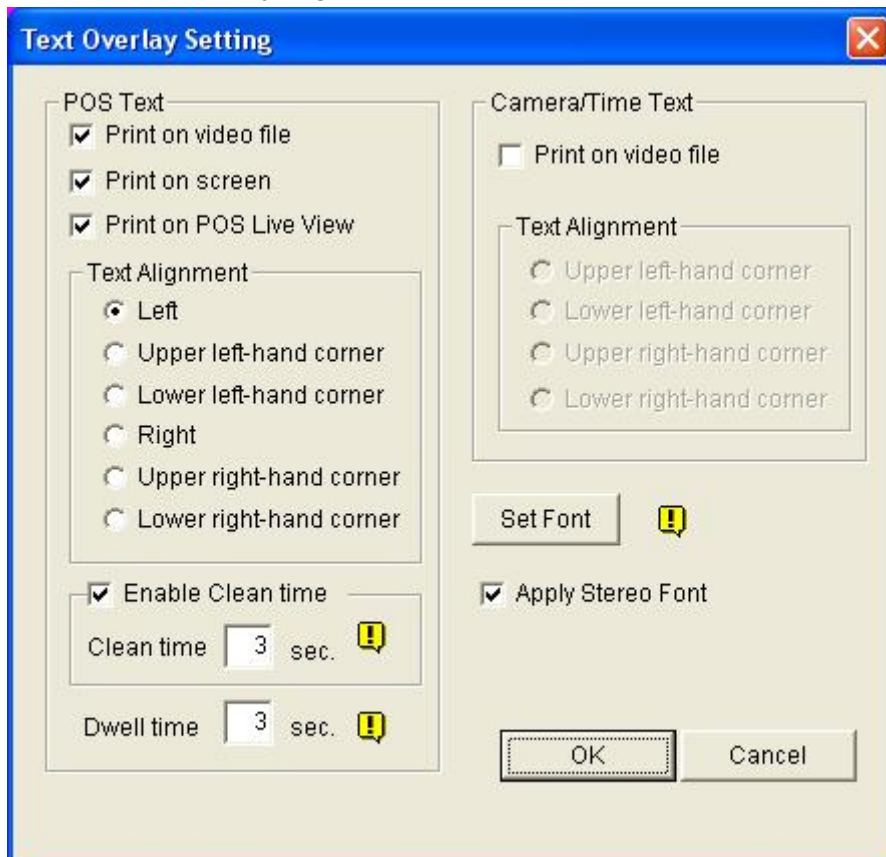 Text Overlay Setting
POS Text
Print on video file
Print on screen
Print on POS Live View
Text Alignment
Left
Upper left-hand corner
Lower left-hand corner
Right
Upper right-hand corner
Lower right-hand corner
Enable Clean time
Clean time 3 sec.
Dwell time 3 sec.
Camera/Time Text
Print on video file
Text Alignment
Upper left-hand corner
Lower left-hand corner
Upper right-hand corner
Lower right-hand corner
Set Font
Apply Stereo Font
OK
Cancel